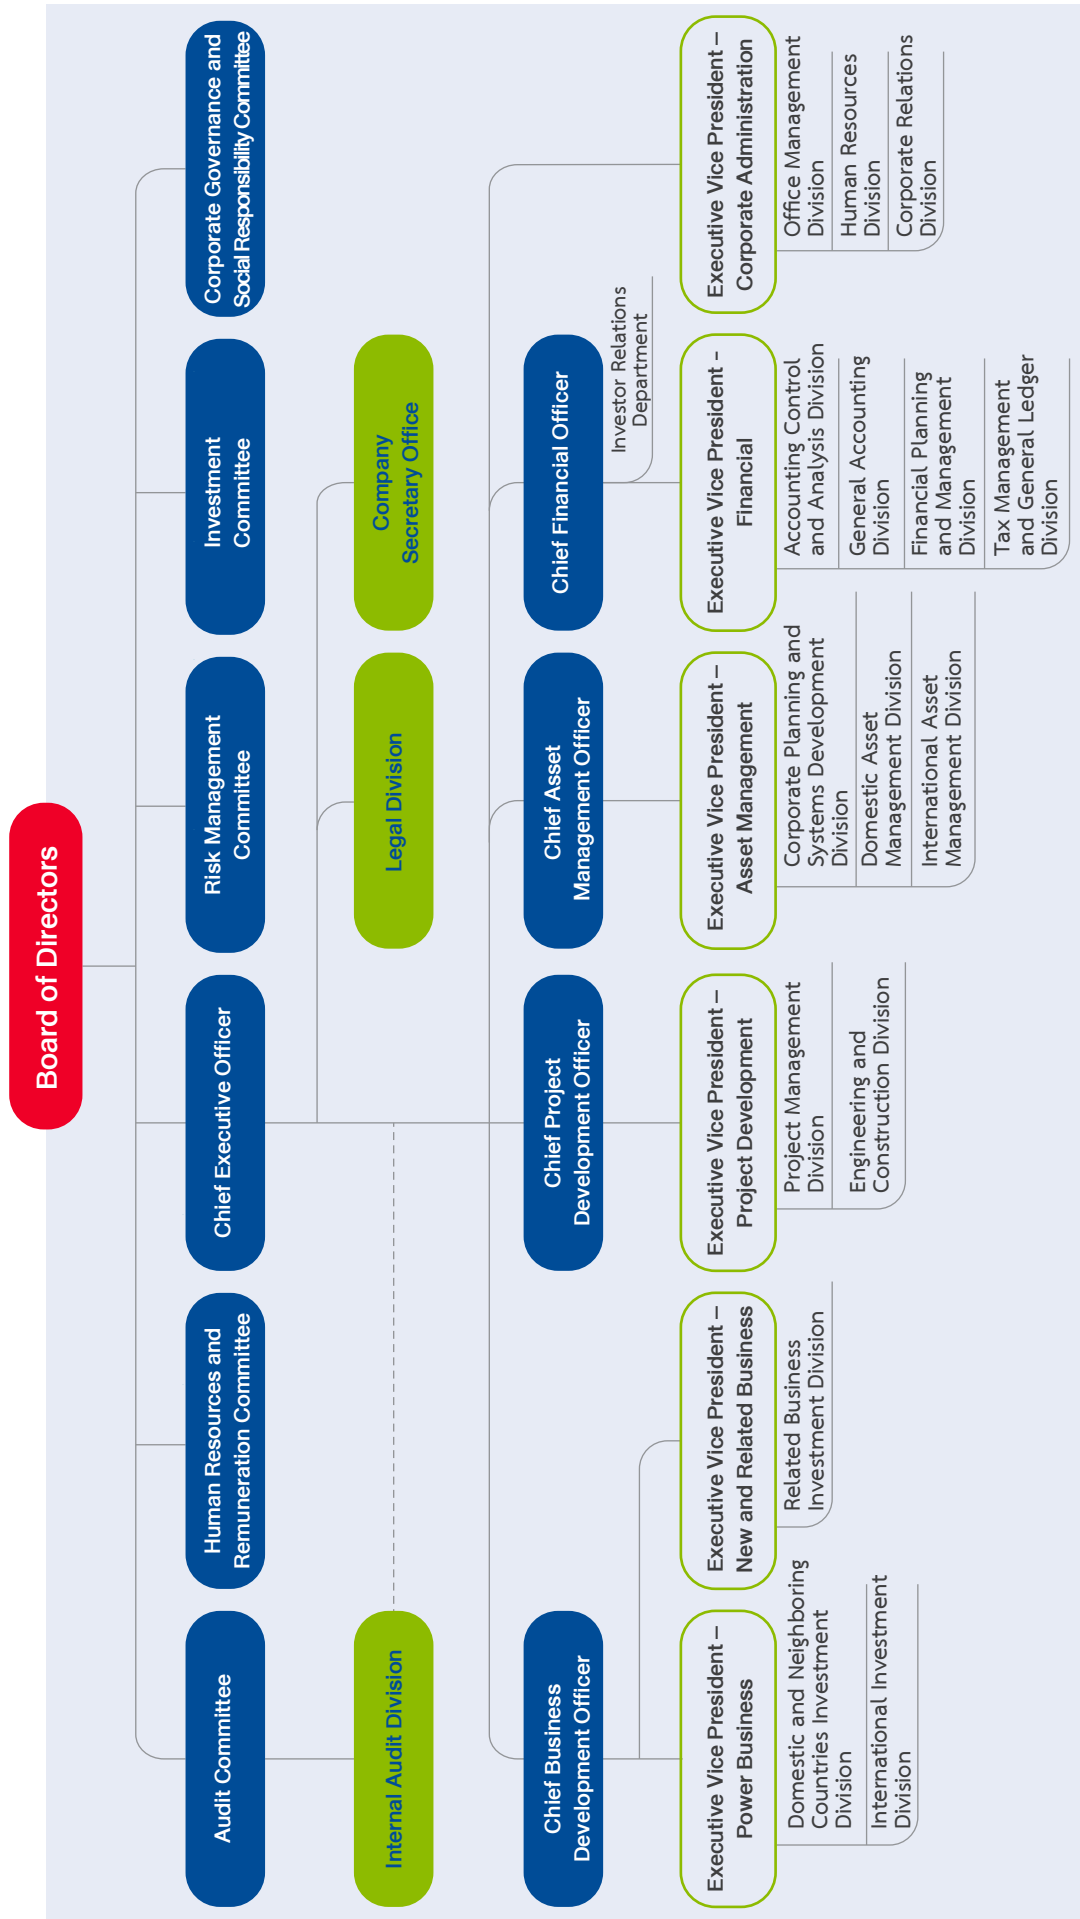 Board of Directors
Audit Committee
Human Resources and
Remuneration Committee
Chief Executive Officer
Risk Management
Committee
Investment
Committee
Corporate Governance and
Social Responsibility Committee
Internal Audit Division
Legal Division
Company
Secretary Office
Chief Business
Development Officer
Chief Project
Development Officer
Chief Asset
Management Officer
Chief Financial Officer
Investor Relations
Department
Executive Vice President –
Power Business
Domestic and Neighboring
Countries Investment
Division
International Investment
Division
Executive Vice President –
New and Related Business
Related Business
Investment Division
Executive Vice President –
Project Development
Project Management
Division
Engineering and
Construction Division
Executive Vice President –
Asset Management
Corporate Planning and
Systems Development
Division
Domestic Asset
Management Division
International Asset
Management Division
Executive Vice President -
Financial
Accounting Control
and Analysis Division
General Accounting
Division
Financial Planning
and Management
Division
Tax Management
and General Ledger
Division
Executive Vice President –
Corporate Administration
Office Management
Division
Human Resources
Division
Corporate Relations
Division